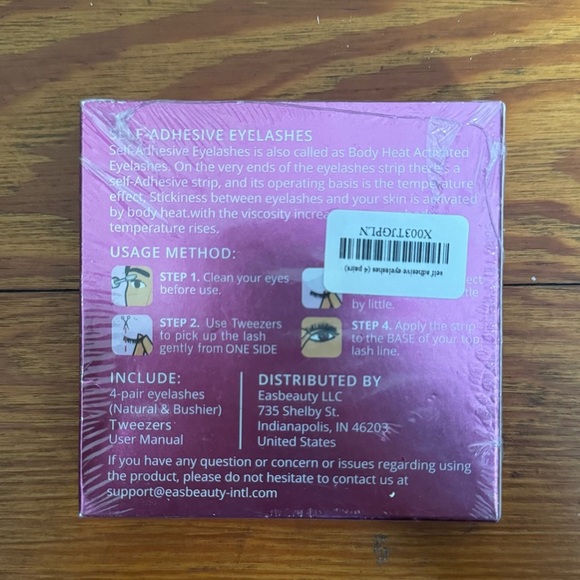 SELF-ADHESIVE EYELASHES
Self-Adhesive Eyelashes is also called as Body Heat Activated
Eyelashes. On the very ends of the eyelashes strip there's a
self-Adhesive strip, and its operating basis is the temperature
effect. Stickiness between eyelashes and your skin is activated
by body heat.with the viscosity
temperature rises.
X003TJGPLN
self adhesive eyelashes (4 pairs)
USAGE METHOD:
STEP 1. Clean your eyes
before use.
STEP 2. Use Tweezers
to pick up the lash
gently from ONE SIDE
by little.
STEP 4. Apply the strip
to the BASE of your top
lash line.
INCLUDE:
4-pair eyelashes
(Natural & Bushier)
Tweezers
User Manual
DISTRIBUTED BY
Easbeauty LLC
735 Shelby St.
Indianapolis, IN 46203
United States
If you have any question or concern or issues regarding using
the product, please do not hesitate to contact us at
support@easbeauty-intl.com